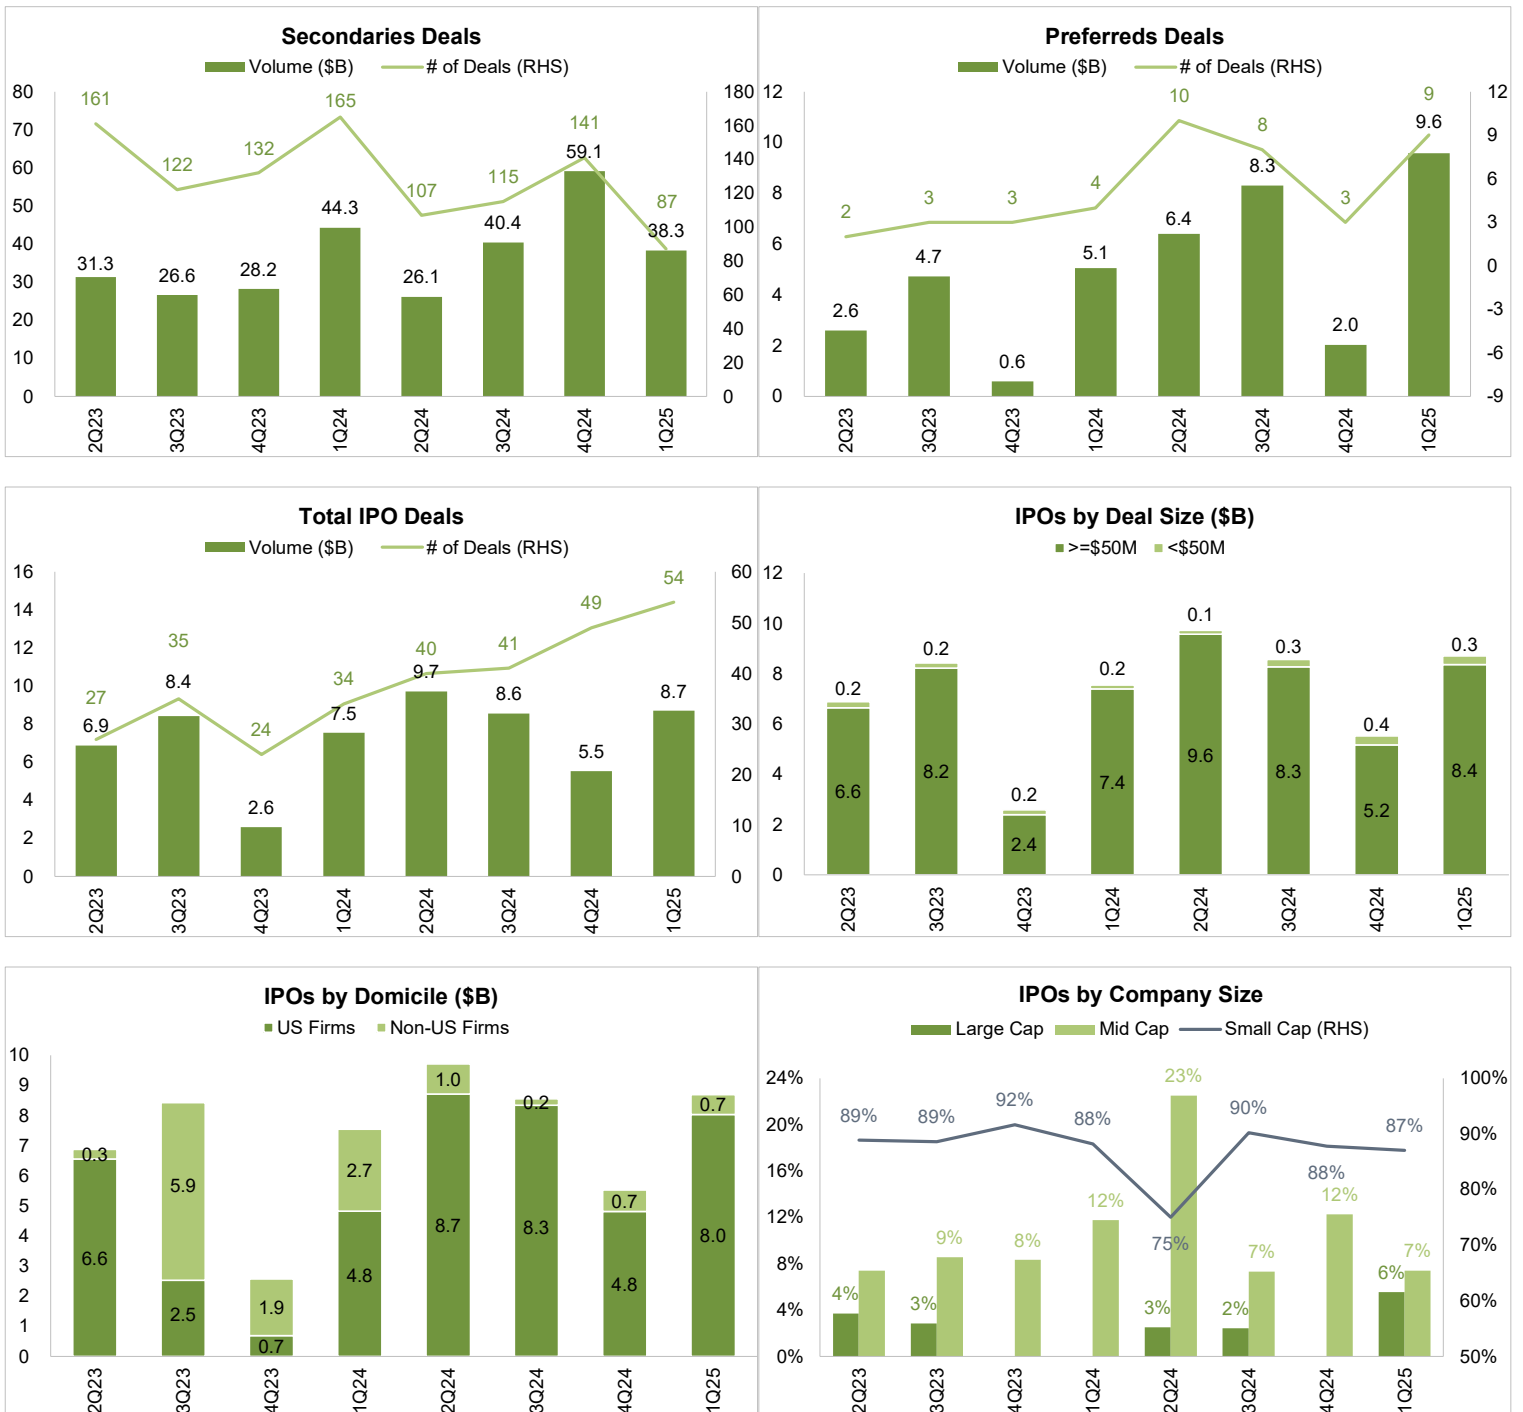 Secondaries Deals
Volume ($B) # of Deals (RHS)
80 180
70 160
60 140
50 120
40 100
30 80
20 60
10 40
0 20
0
161 122 132 165 107 115 141 87
31.3 26.6 28.2 44.3 26.1 40.4 59.1 38.3
2Q23 3Q23 4Q23 1Q24 2Q24 3Q24 4Q24 1Q25
Preferreds Deals
Volume ($B) # of Deals (RHS)
12 12
10 9
8 6
6 3
4 0
2 -3
0 -6
-9
2 3 3 4 10 8 3 9
2.6 4.7 0.6 5.1 6.4 8.3 2.0 9.6
2Q23 3Q23 4Q23 1Q24 2Q24 3Q24 4Q24 1Q25
Total IPO Deals
Volume ($B) # of Deals (RHS)
16 60
14 50
12 40
10 30
8 20
6 10
4 0
2
0
27 35 24 34 40 41 49 54
6.9 8.4 2.6 7.5 9.7 8.6 5.5 8.7
2Q23 3Q23 4Q23 1Q24 2Q24 3Q24 4Q24 1Q25
IPOs by Deal Size ($B)
>=$50M <$50M
12
10
8
6
4
2
0
0.2 0.2 0.2 0.2 0.1 0.3 0.4 0.3
6.6 8.2 2.4 7.4 9.6 8.3 5.2 8.4
2Q23 3Q23 4Q23 1Q24 2Q24 3Q24 4Q24 1Q25
IPOs by Domicile ($B)
US Firms Non-US Firms
10
9
8
7
6
5
4
3
2
1
0
0.3 5.9 1.9 2.7 1.0 0.2 0.7 0.7
6.6 2.5 0.7 4.8 8.7 8.3 4.8 8.0
2Q23 3Q23 4Q23 1Q24 2Q24 3Q24 4Q24 1Q25
IPOs by Company Size
Large Cap Mid Cap Small Cap (RHS)
24% 100%
20% 90%
16% 80%
12% 70%
8% 60%
4% 50%
0%
89% 89% 92% 88% 75% 90% 88% 87%
9% 8% 12% 23% 7% 12% 7%
4% 3% 3% 2% 6%
2Q23 3Q23 4Q23 1Q24 2Q24 3Q24 4Q24 1Q25